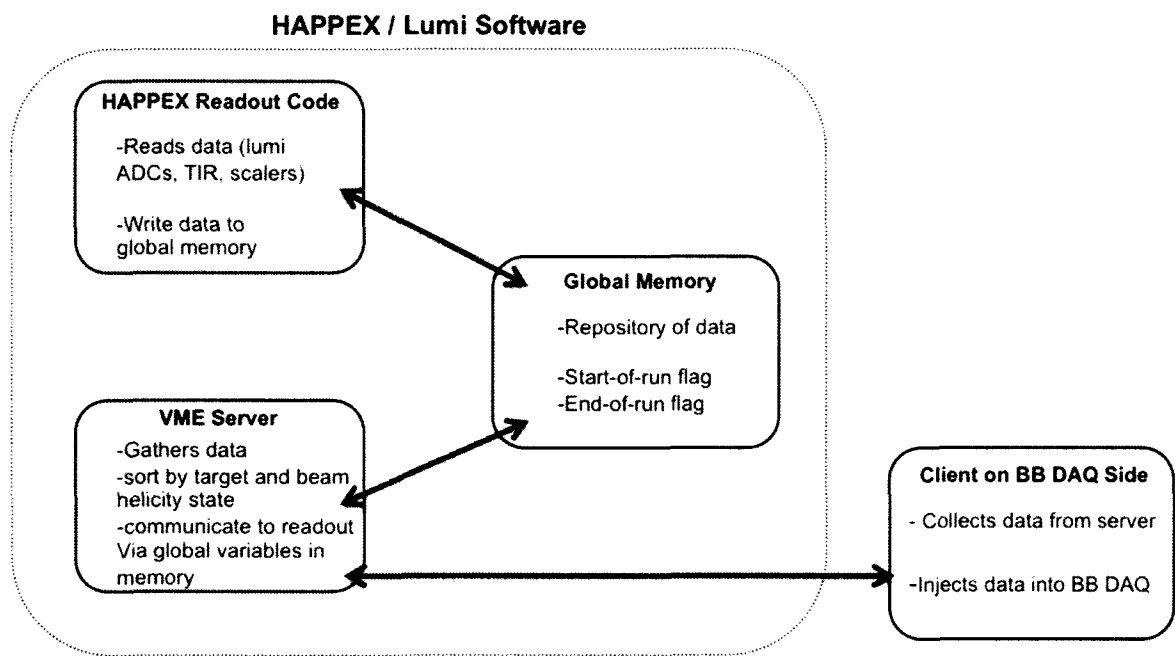 HAPPEX / Lumi Software
HAPPEX Readout Code
-Reads data (lumi
ADCs, TIR, scalers)
-Write data to
global memory
Global Memory
-Repository of data
-Start-of-run flag
-End-of-run flag
VME Server
-Gathers data
-sort by target and beam
helicity state
-communicate to readout
Via global variables in
memory
Client on BB DAQ Side
- Collects data from server
-Injects data into BB DAQ